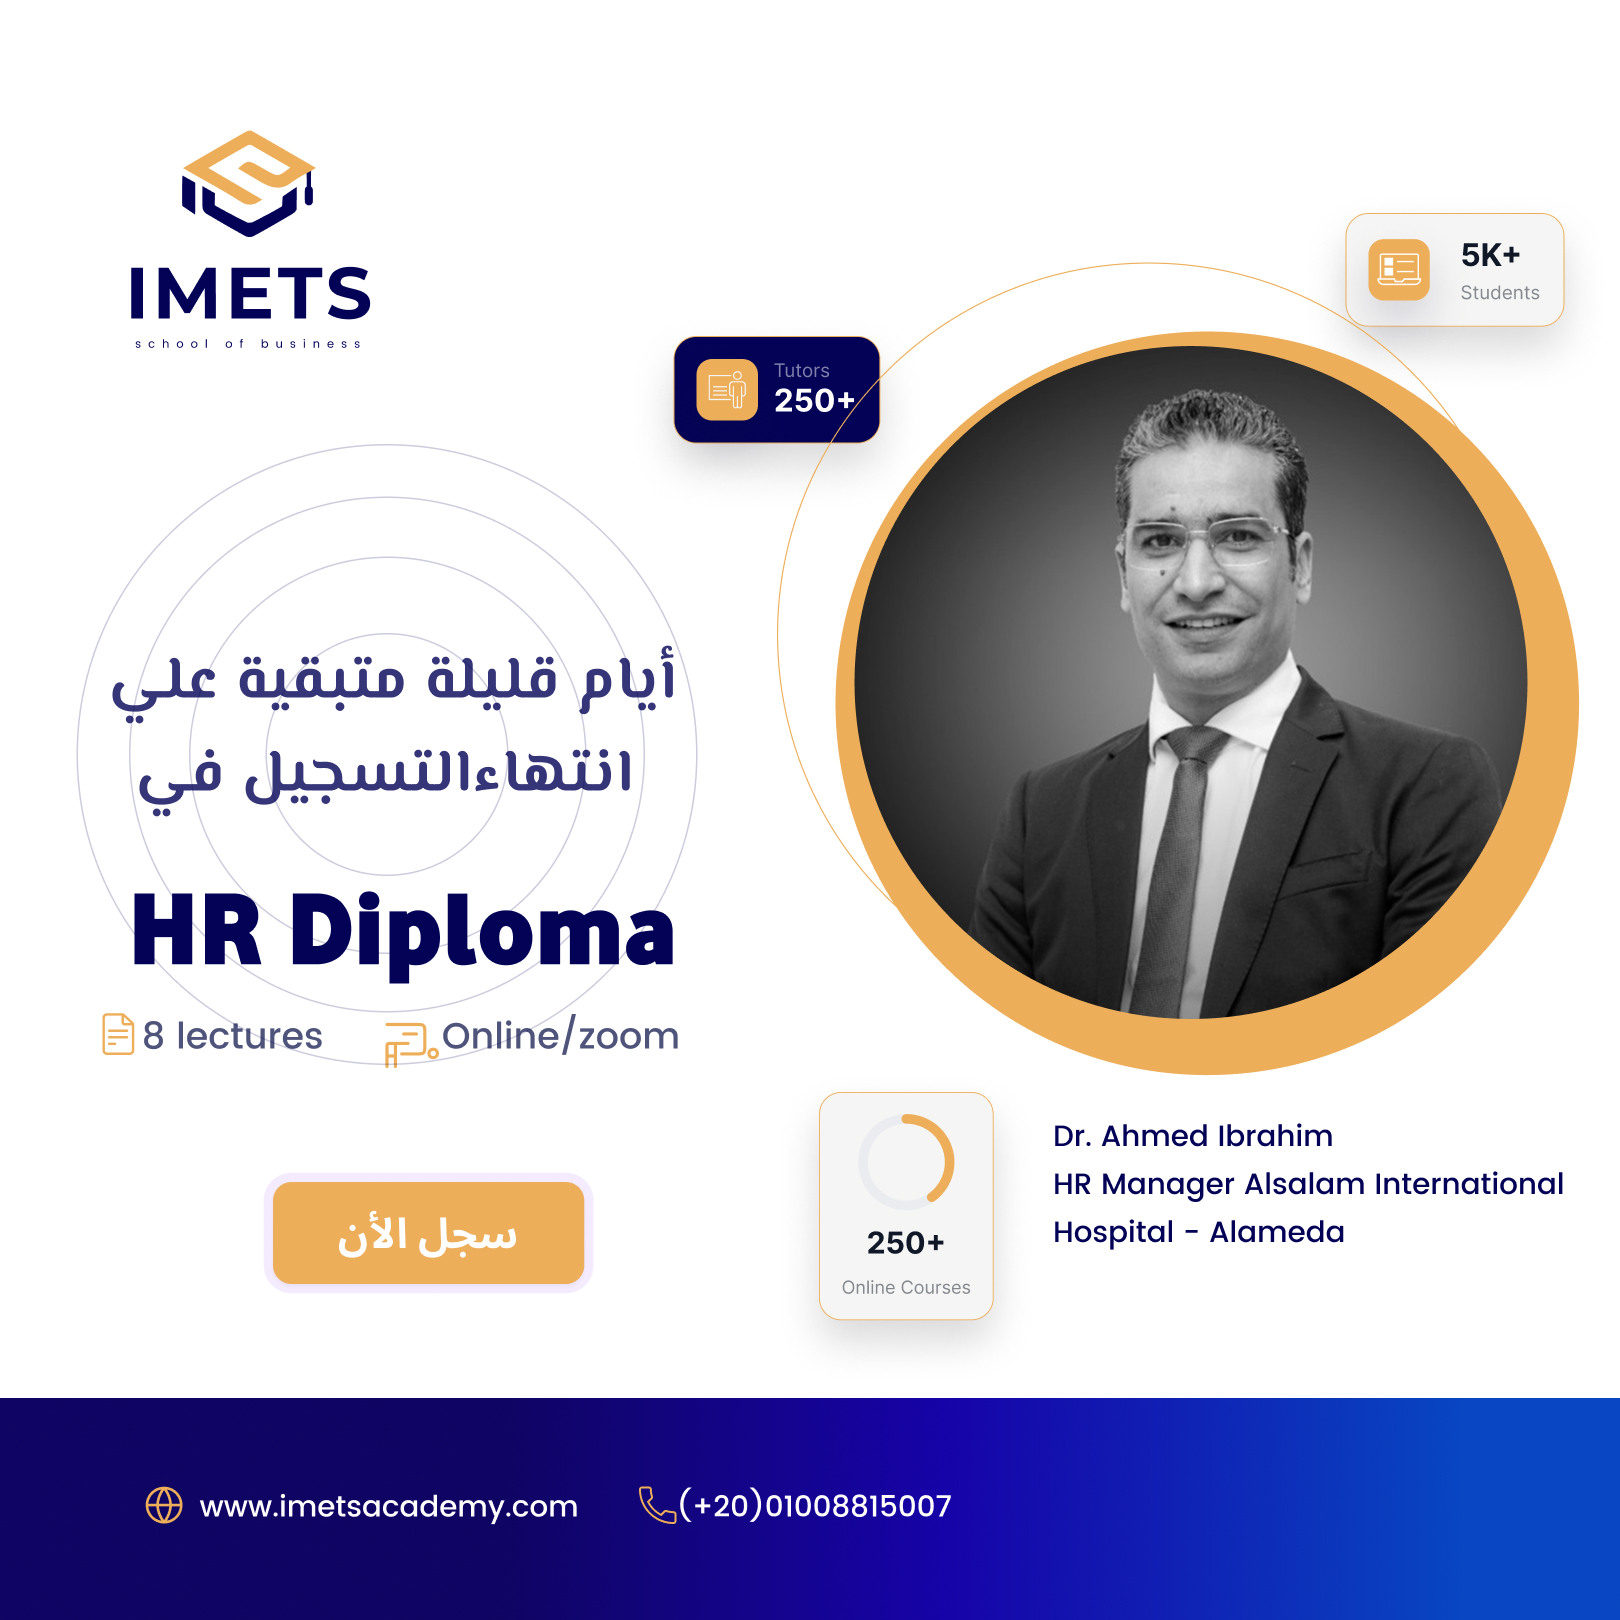 IMETS
school of business
5K+
Students
Tutors
250+
أيام قليلة متبقية علي
انتهاءالتسجيل في
HR Diploma
8 lectures
Online/zoom
سجل الأن
250+
Online Courses
Dr. Ahmed Ibrahim
HR Manager Alsalam International
Hospital - Alameda
www.imetsacademy.com
(+20)01008815007